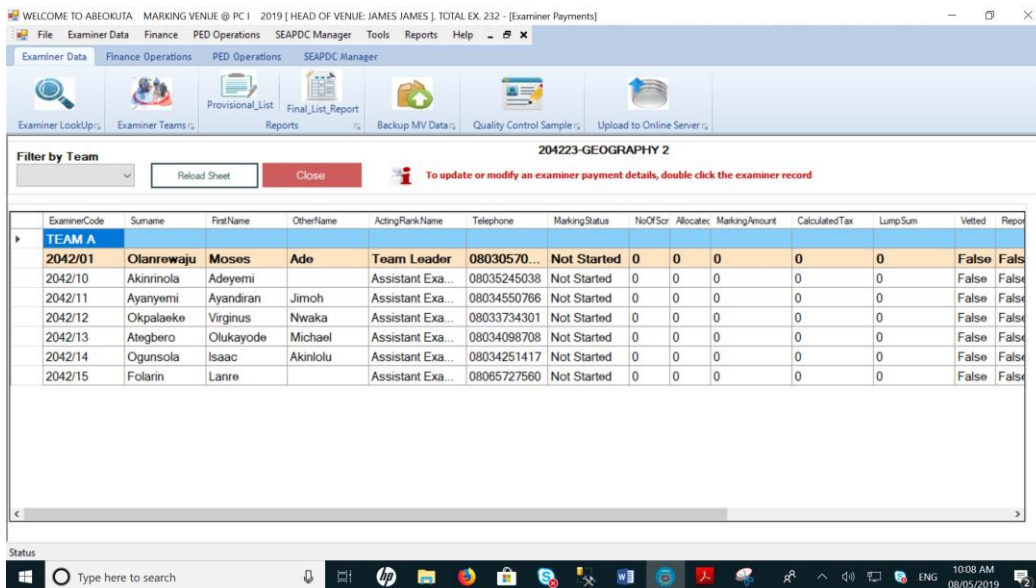 WELCOME TO ABEOKUTA MARKING VENUE @ PC I 2019 [ HEAD OF VENUE: JAMES JAMES ]. TOTAL EX. 232 - [Examiner Payments]
File Examiner Data Finance PED Operations SEAPDC Manager Tools Reports Help
Examiner Data Finance Operations PED Operations SEAPDC Manager
Provisional_List Final_List_Report
Examiner LookUp Examiner Teams Reports Backup MV Data Quality Control Sample Upload to Online Server
204223-GEOGRAPHY 2
Filter by Team
Reload Sheet Close To update or modify an examiner payment details, double click the examiner record
ExaminerCode Surname FirstName OtherName ActingRankName Telephone MarkingStatus NoOfScr Allocatec MarkingAmount CalculatedTax LumpSum Vetted Repor
TEAM A
2042/01 Olanrewaju Moses Ade Team Leader 08030570... Not Started 0 0 0 0 0 False Fals
2042/10 Akinrinola Adeyemi Assistant Exa... 08035245038 Not Started 0 0 0 0 0 False False
2042/11 Ayanyemi Ayandiran Jimoh Assistant Exa... 08034550766 Not Started 0 0 0 0 0 False False
2042/12 Okpalaeke Virginus Nwaka Assistant Exa... 08033734301 Not Started 0 0 0 0 0 False False
2042/13 Ategbero Olukayode Michael Assistant Exa... 08034098708 Not Started 0 0 0 0 0 False False
2042/14 Ogunsola Isaac Akinlolu Assistant Exa... 08034251417 Not Started 0 0 0 0 0 False False
2042/15 Folarin Lanre Assistant Exa... 08065727560 Not Started 0 0 0 0 0 False False
Status
Type here to search
ENG
10:08 AM
08/05/2019